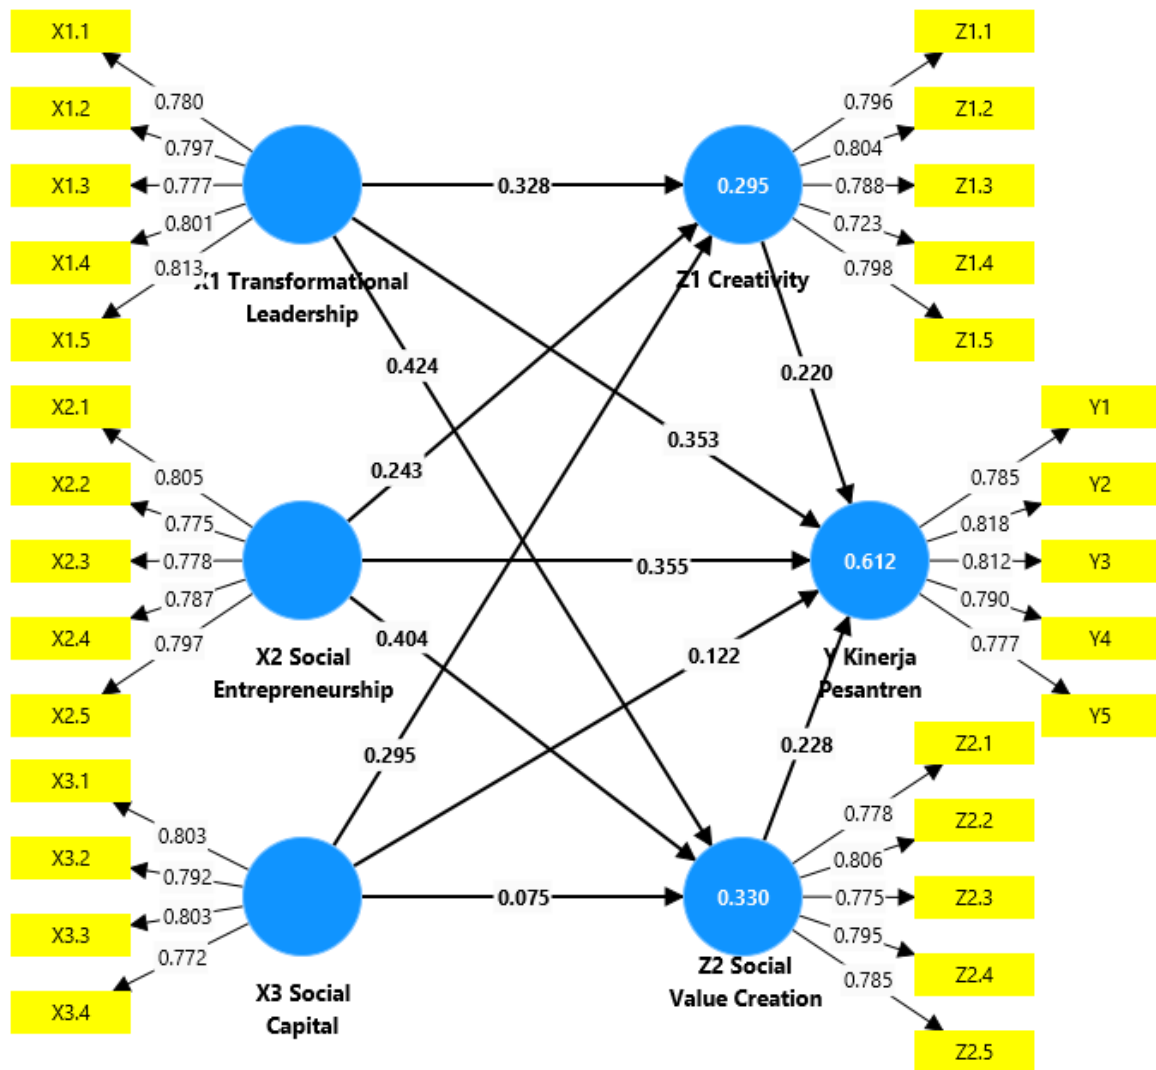 X1.1
X1.2
X1.3
X1.4
X1.5
0.780
0.797
0.777
0.801
0.813
X1 Transformational
Leadership
0.328
0.424
0.353
Z1.1
Z1.2
Z1.3
Z1.4
Z1.5
0.796
0.804
0.788
0.723
0.798
0.295
Z1 Creativity
0.220
X2.1
X2.2
X2.3
X2.4
X2.5
0.805
0.775
0.778
0.787
0.797
X2 Social
Entrepreneurship
0.243
0.355
0.404
Y1
Y2
Y3
Y4
Y5
0.785
0.818
0.812
0.790
0.777
0.612
Y Kinerja
Pesantren
X3.1
X3.2
X3.3
X3.4
0.803
0.792
0.803
0.772
X3 Social
Capital
0.295
0.122
0.075
0.228
Z2.1
Z2.2
Z2.3
Z2.4
Z2.5
0.778
0.806
0.775
0.795
0.785
0.330
Z2 Social
Value Creation